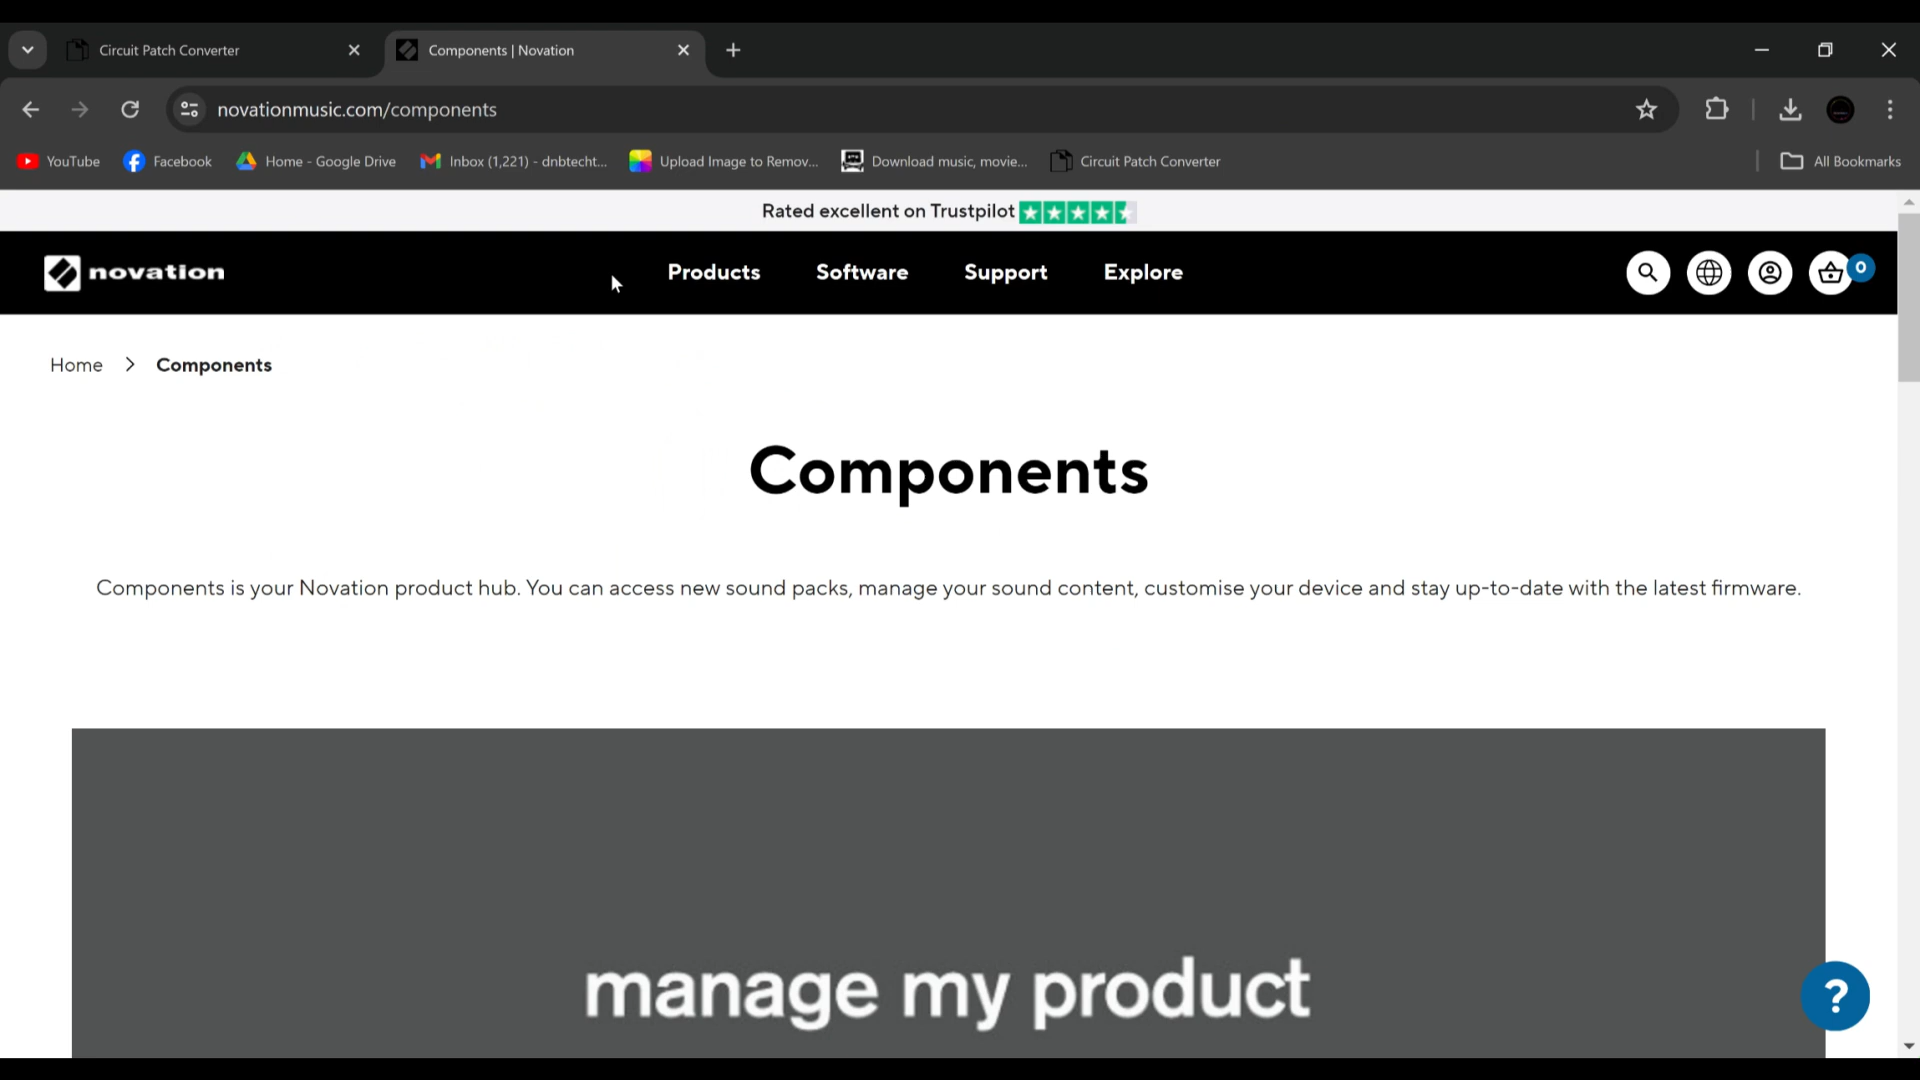 Circuit Patch Converter
Components | Novation
novationmusic.com/components
YouTube
Facebook
Home - Google Drive
Inbox (1,221) - dnbtecht...
Upload Image to Remov...
Download music, movie...
Circuit Patch Converter
All Bookmarks
Rated excellent on Trustpilot
novation
Products
Software
Support
Explore
0
Home > Components
Components
Components is your Novation product hub. You can access new sound packs, manage your sound content, customise your device and stay up-to-date with the latest firmware.
manage my product
?